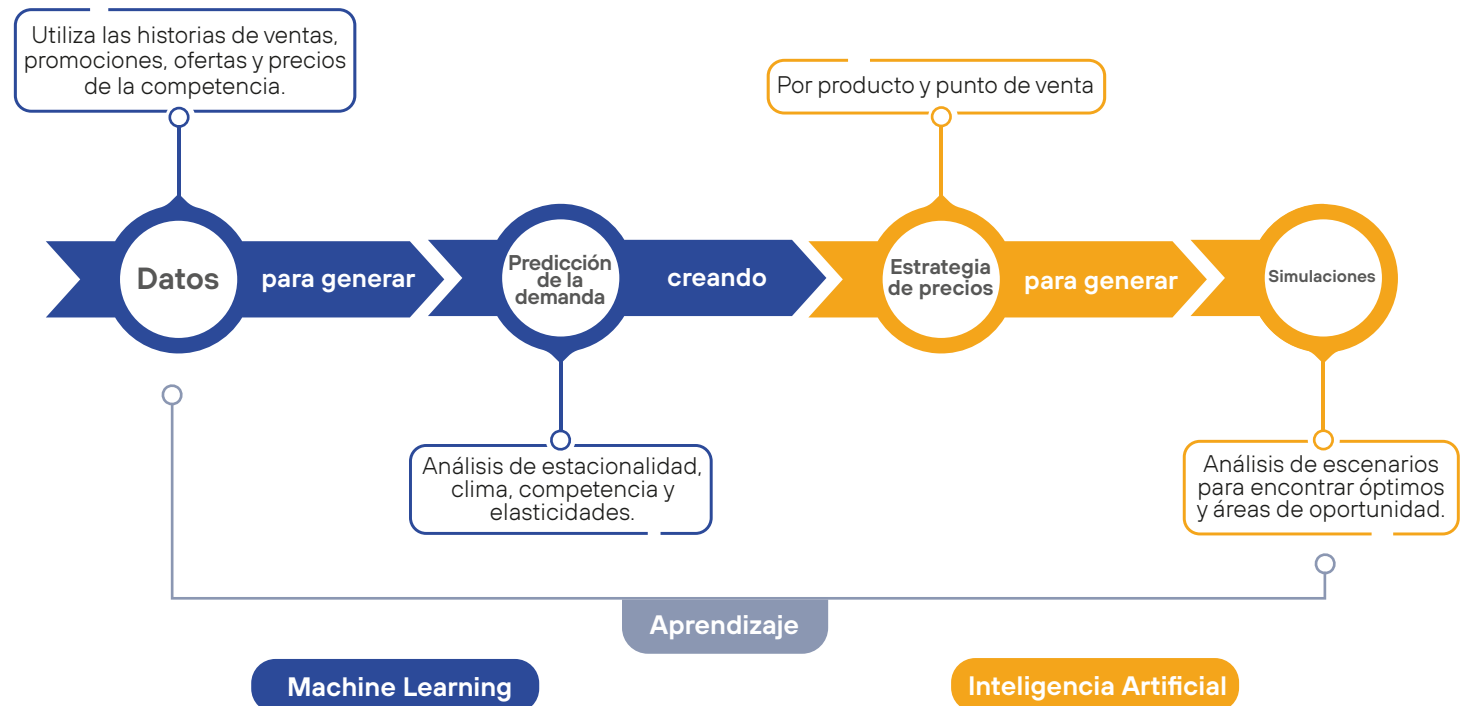 Utiliza las historias de ventas,
promociones, ofertas y precios
de la competencia.
Por producto y punto de venta
Datos
para generar
Predicción
de la
demanda
creando
Estrategia
de precios
para generar
Simulaciones
Análisis de estacionalidad,
clima, competencia y
elasticidades.
Análisis de escenarios
para encontrar óptimos
y áreas de oportunidad.
Aprendizaje
Machine Learning
Inteligencia Artificial